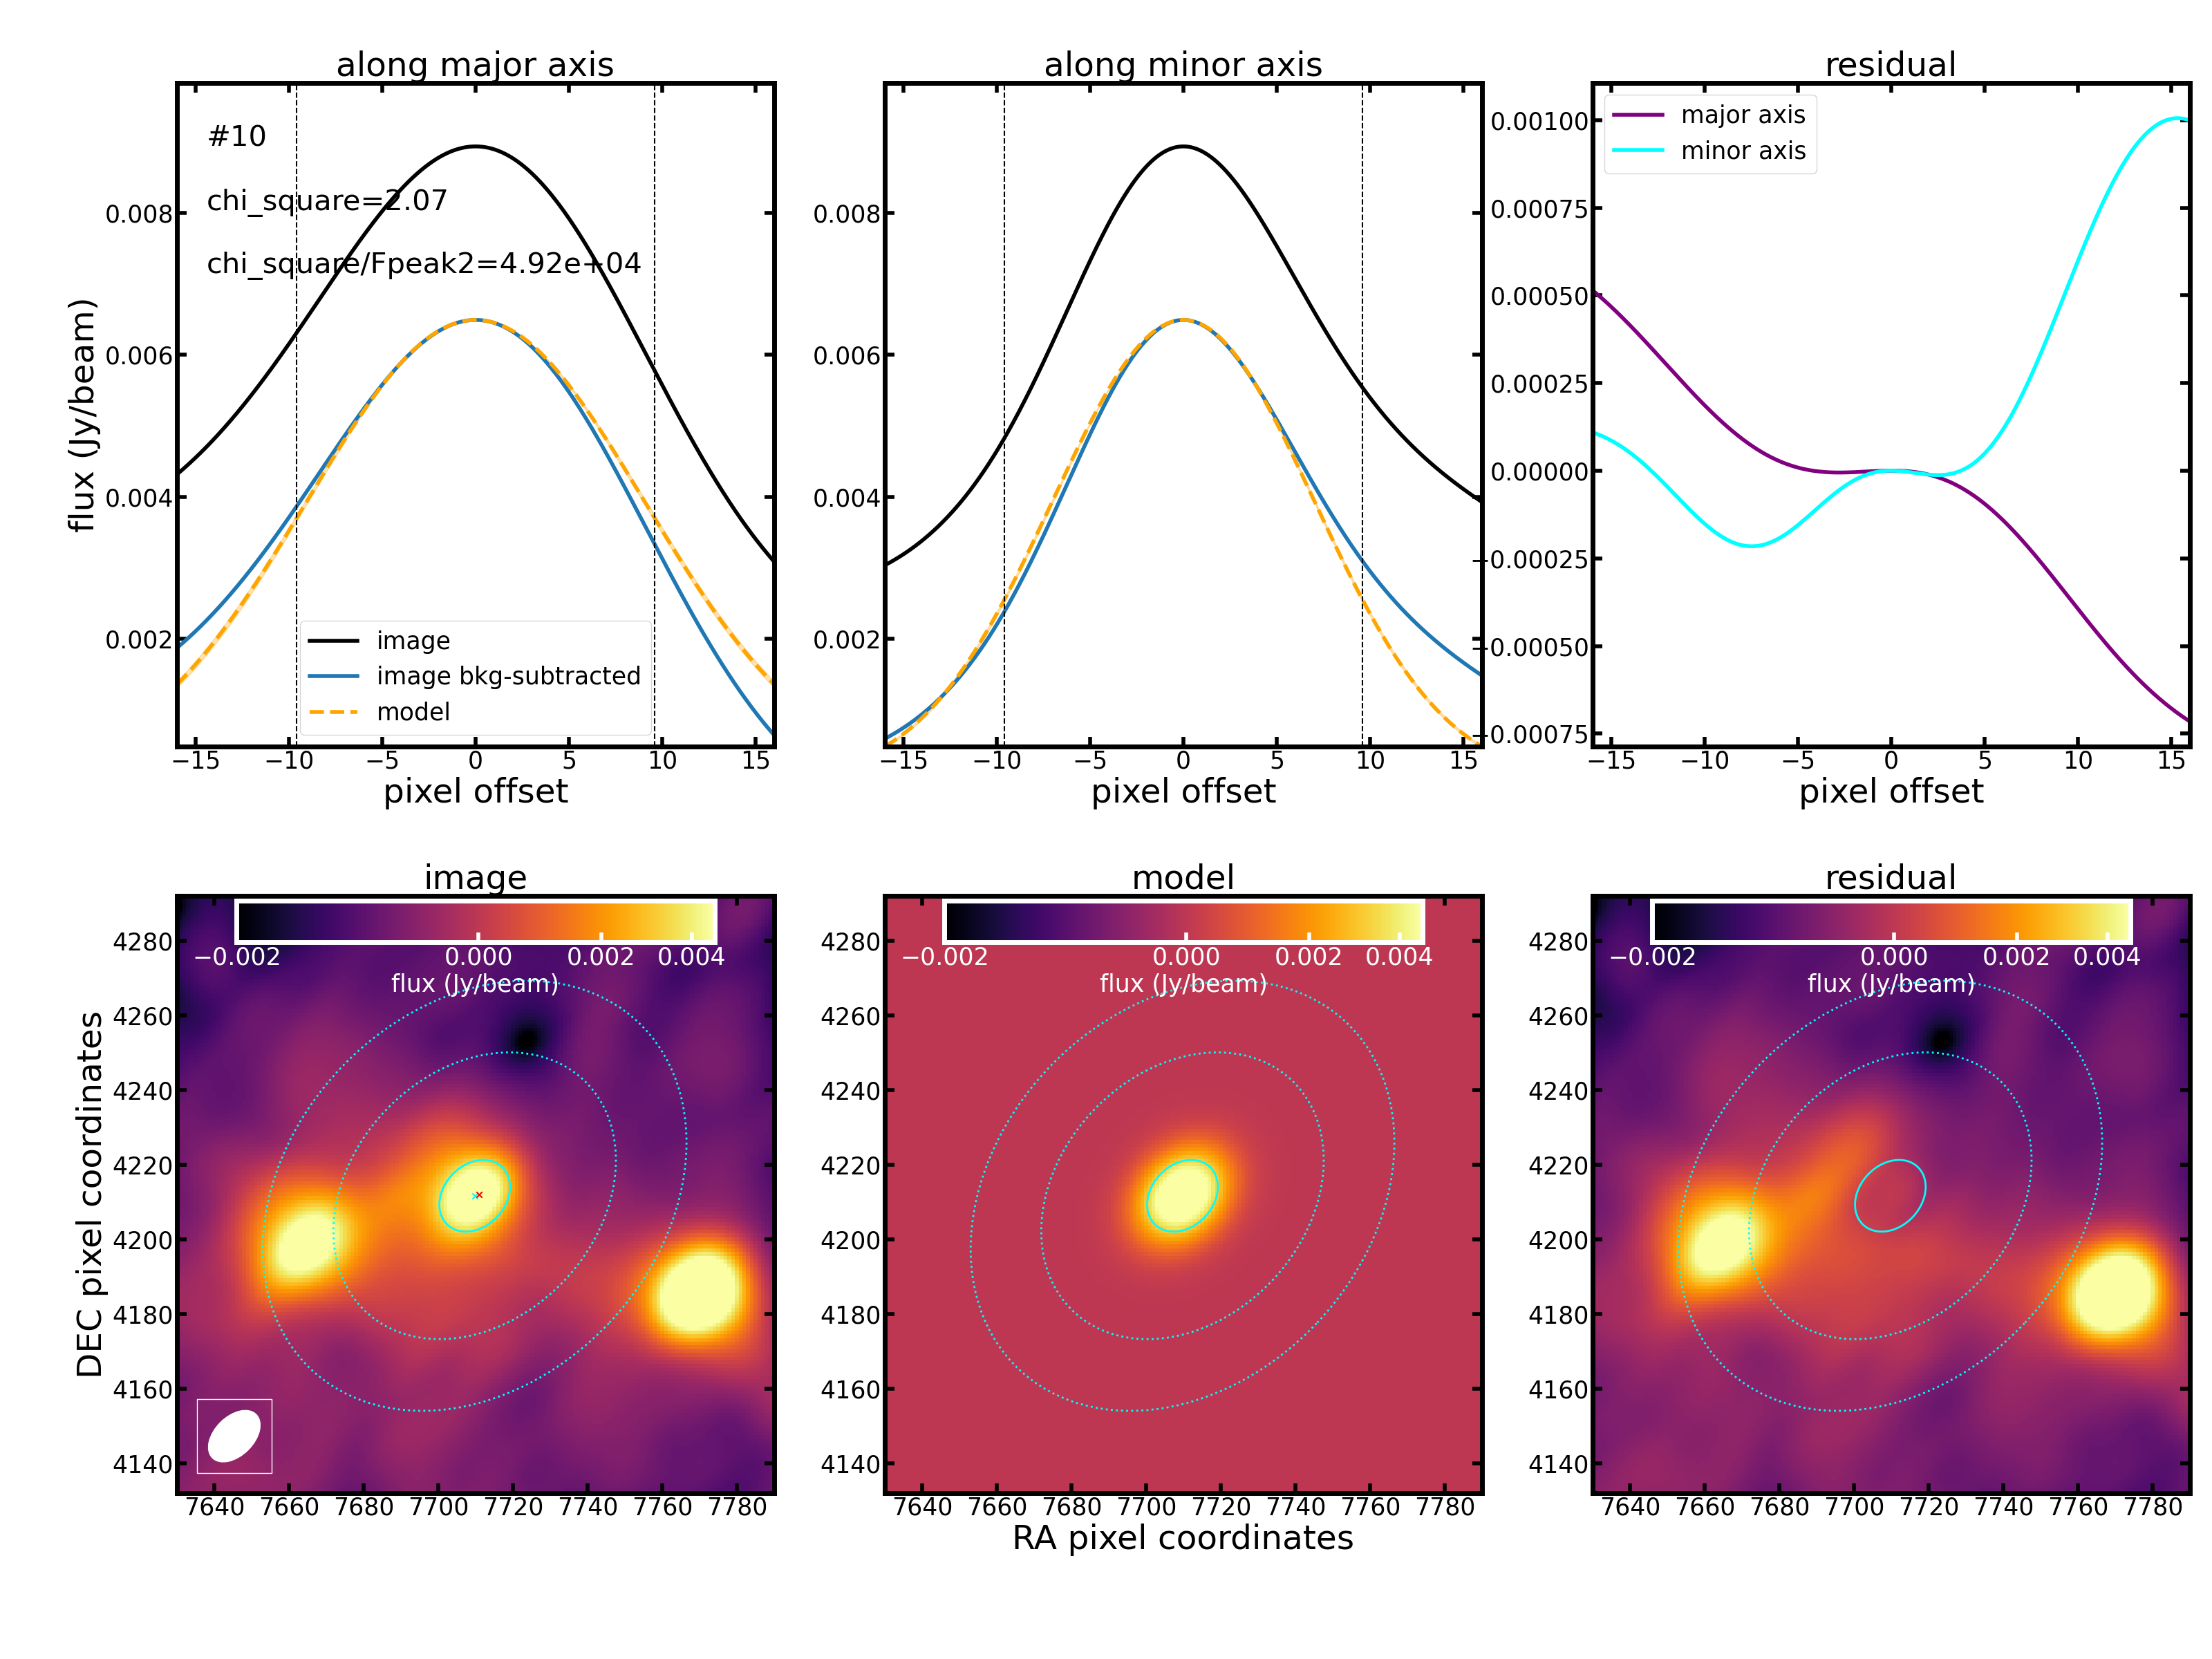 along major axis
along minor axis
residual
#10
chi_square=2.07
chi_square/Fpeak2=4.92e+04
flux (Jy/beam)
0.008
0.006
0.004
0.002
image
image bkg-subtracted
model
−15 −10 −5 0 5 10 15
pixel offset
0.008
0.006
0.004
0.002
−15 −10 −5 0 5 10 15
pixel offset
major axis
minor axis
0.00100
0.00075
0.00050
0.00025
0.00000
−0.00025
−0.00050
−0.00075
−15 −10 −5 0 5 10 15
pixel offset
image
model
residual
DEC pixel coordinates
4280
4260
4240
4220
4200
4180
4160
4140
−0.002 0.000 0.002 0.004
flux (Jy/beam)
7640 7660 7680 7700 7720 7740 7760 7780
4280
4260
4240
4220
4200
4180
4160
4140
−0.002 0.000 0.002 0.004
flux (Jy/beam)
7640 7660 7680 7700 7720 7740 7760 7780
RA pixel coordinates
4280
4260
4240
4220
4200
4180
4160
4140
−0.002 0.000 0.002 0.004
flux (Jy/beam)
7640 7660 7680 7700 7720 7740 7760 7780